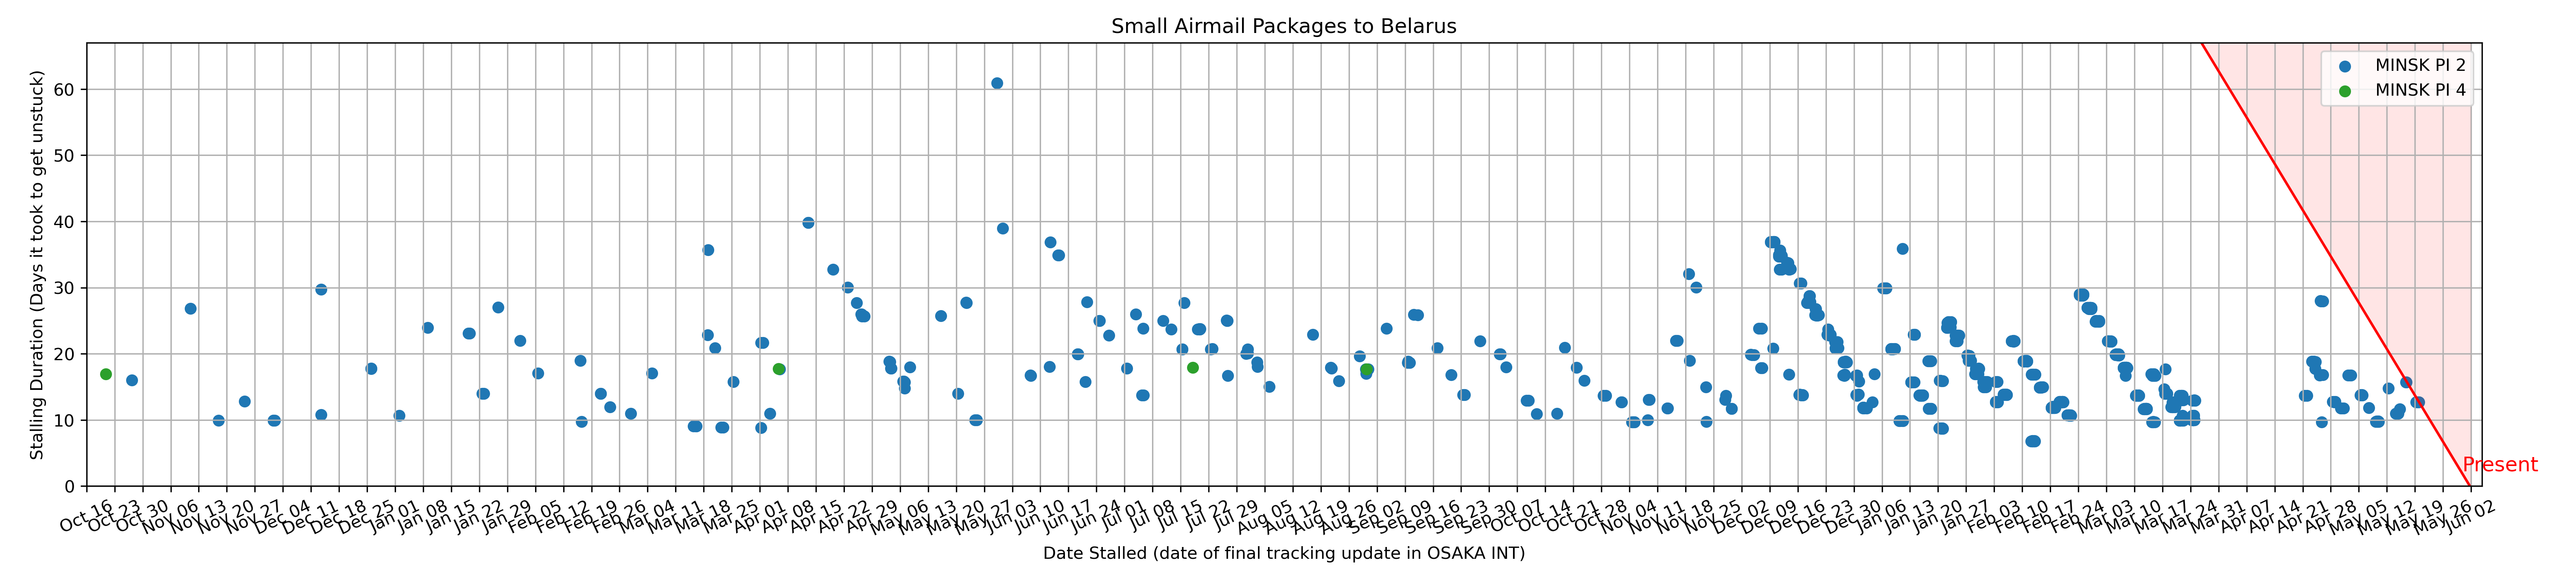 Small Airmail Packages to Belarus
MINSK PI 2
MINSK PI 4
Stalling Duration (Days it took to get unstuck)
60
50
40
30
20
10
0
Present
Oct 16 Oct 23 Oct 30 Nov 06 Nov 13 Nov 20 Nov 27 Dec 04 Dec 11 Dec 18 Dec 25 Jan 01 Jan 08 Jan 15 Jan 22 Jan 29 Feb 05 Feb 12 Feb 19 Feb 26 Mar 04 Mar 11 Mar 18 Mar 25 Apr 01 Apr 08 Apr 15 Apr 22 Apr 29 May 06 May 13 May 20 May 27 Jun 03 Jun 10 Jun 17 Jun 24 Jul 01 Jul 08 Jul 15 Jul 22 Jul 29 Aug 05 Aug 12 Aug 19 Aug 26 Sep 02 Sep 09 Sep 16 Sep 23 Sep 30 Oct 07 Oct 14 Oct 21 Oct 28 Nov 04 Nov 11 Nov 18 Nov 25 Dec 02 Dec 09 Dec 16 Dec 23 Dec 30 Jan 06 Jan 13 Jan 20 Jan 27 Feb 03 Feb 10 Feb 17 Feb 24 Mar 03 Mar 10 Mar 17 Mar 24 Mar 31 Apr 07 Apr 14 Apr 21 Apr 28 May 05 May 12 May 19 May 26 Jun 02
Date Stalled (date of final tracking update in OSAKA INT)